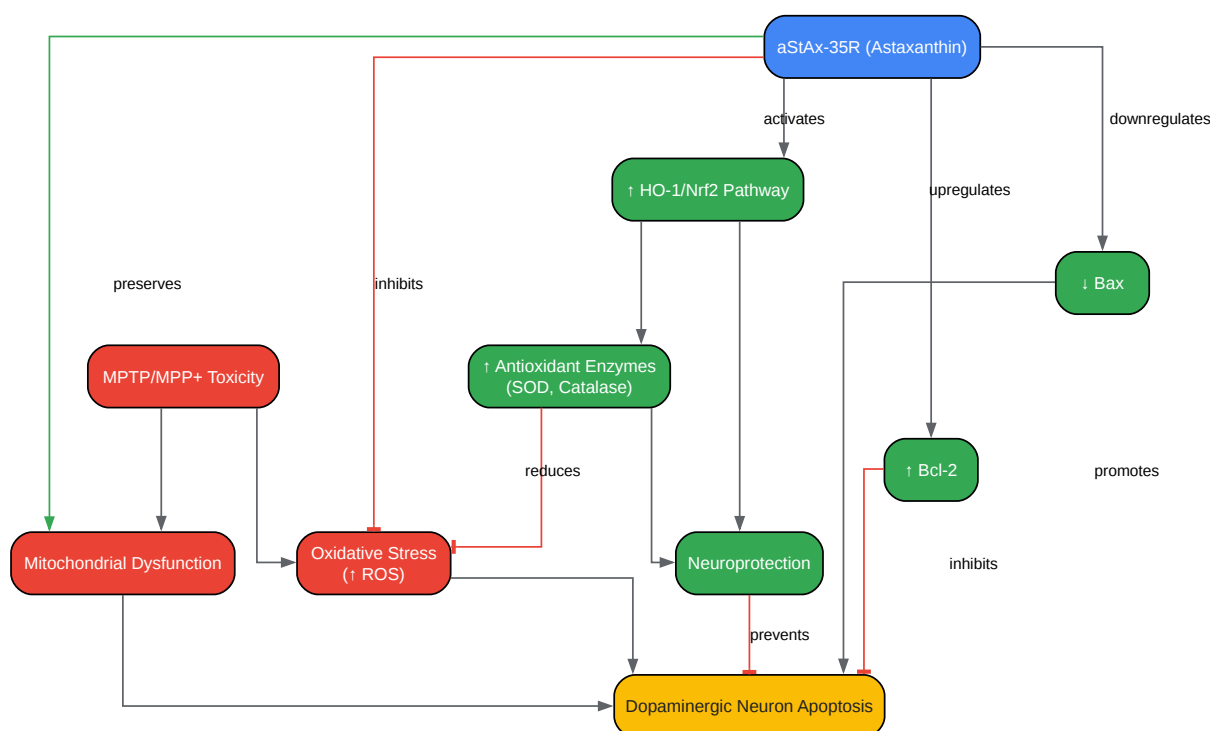 aStAx-35R (Astaxanthin)
activates
downregulates
↑ HO-1/Nrf2 Pathway
upregulates
preserves
inhibits
↓ Bax
MPTP/MPP+ Toxicity
↑ Antioxidant Enzymes
(SOD, Catalase)
reduces
↑ Bcl-2
promotes
Mitochondrial Dysfunction
Oxidative Stress
(↑ ROS)
Neuroprotection
inhibits
prevents
Dopaminergic Neuron Apoptosis